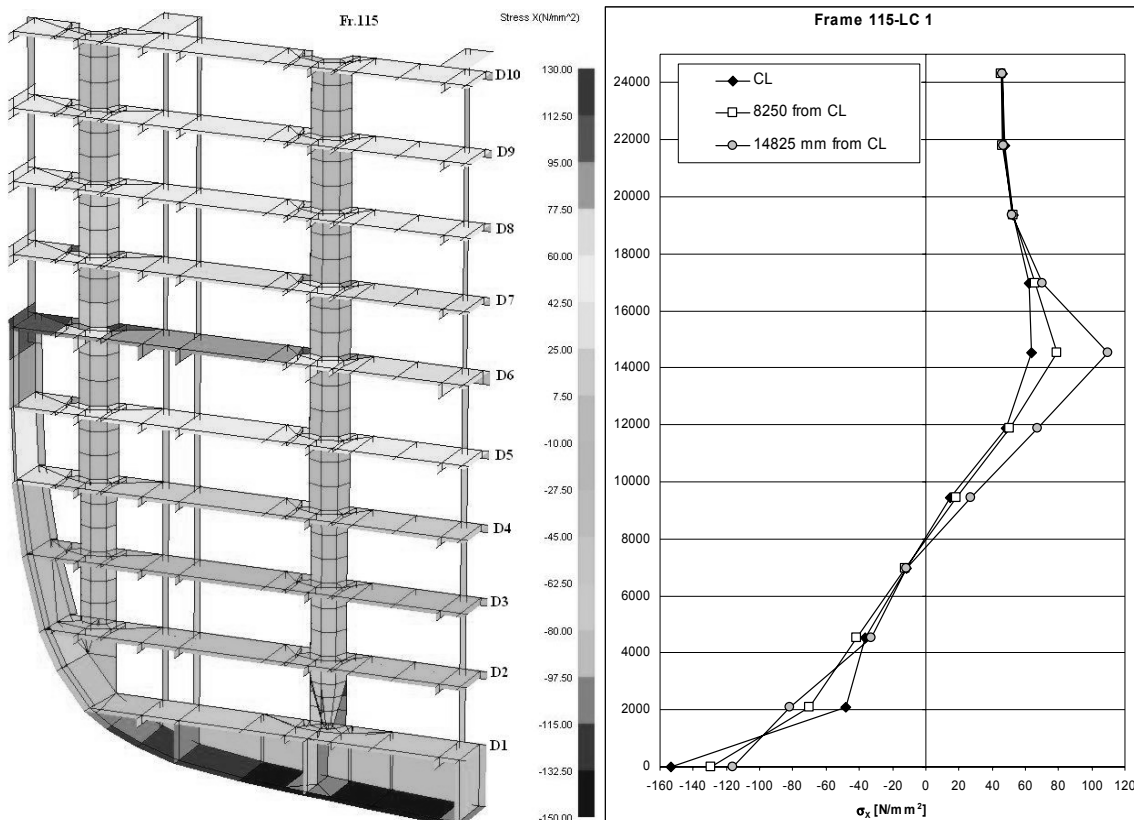 Fr.115
Stress X(N/mm^2)
130.00
112.50
95.00
77.50
60.00
42.50
25.00
7.50
-10.00
-27.50
-45.00
-62.50
-80.00
-97.50
-115.00
-132.50
-150.00
D10
D9
D8
D7
D6
D5
D4
D3
D2
D1
Frame 115-LC 1
CL
8250 from CL
14825 mm from CL
24000
22000
20000
18000
16000
14000
12000
10000
8000
6000
4000
2000
0
-160 -140 -120 -100 -80 -60 -40 -20 0 20 40 60 80 100 120
σx [N/mm²]